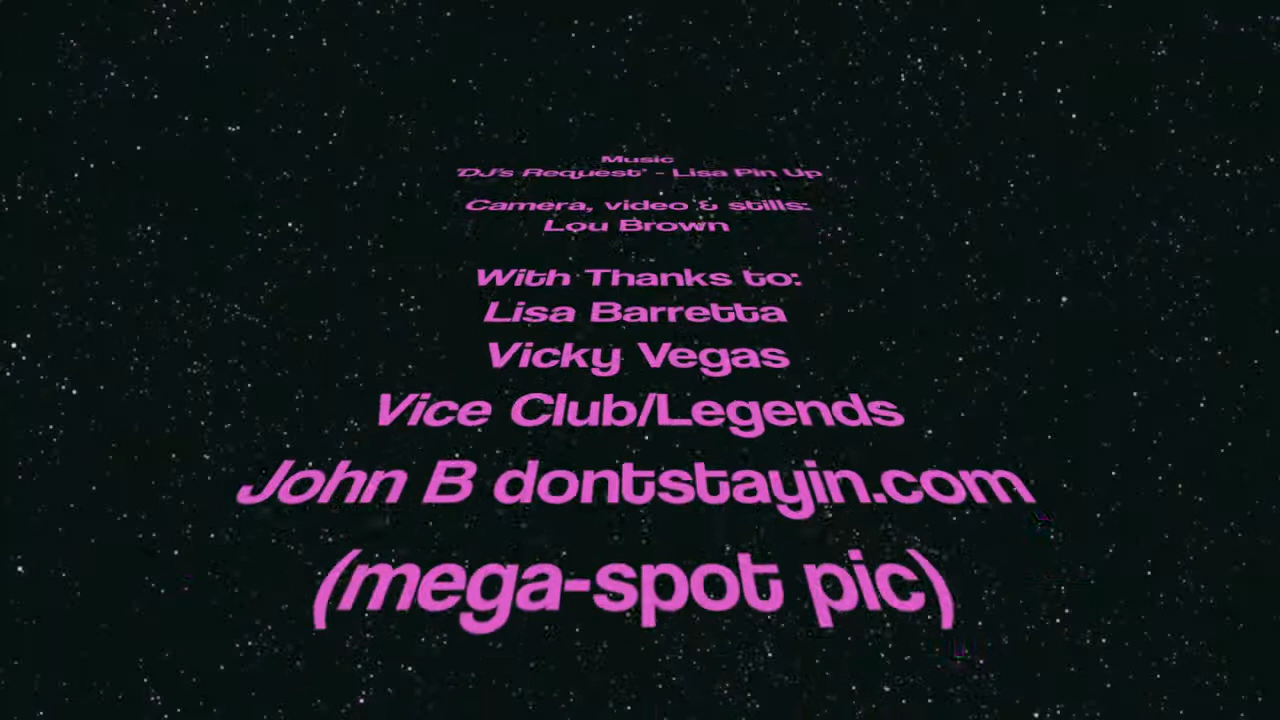 Music
'DJ's Request' - Lisa Pin Up
Camera, video & stills:
Lou Brown
With Thanks to:
Lisa Barretta
Vicky Vegas
Vice Club/Legends
John B dontstayin.com
(mega-spot pic)